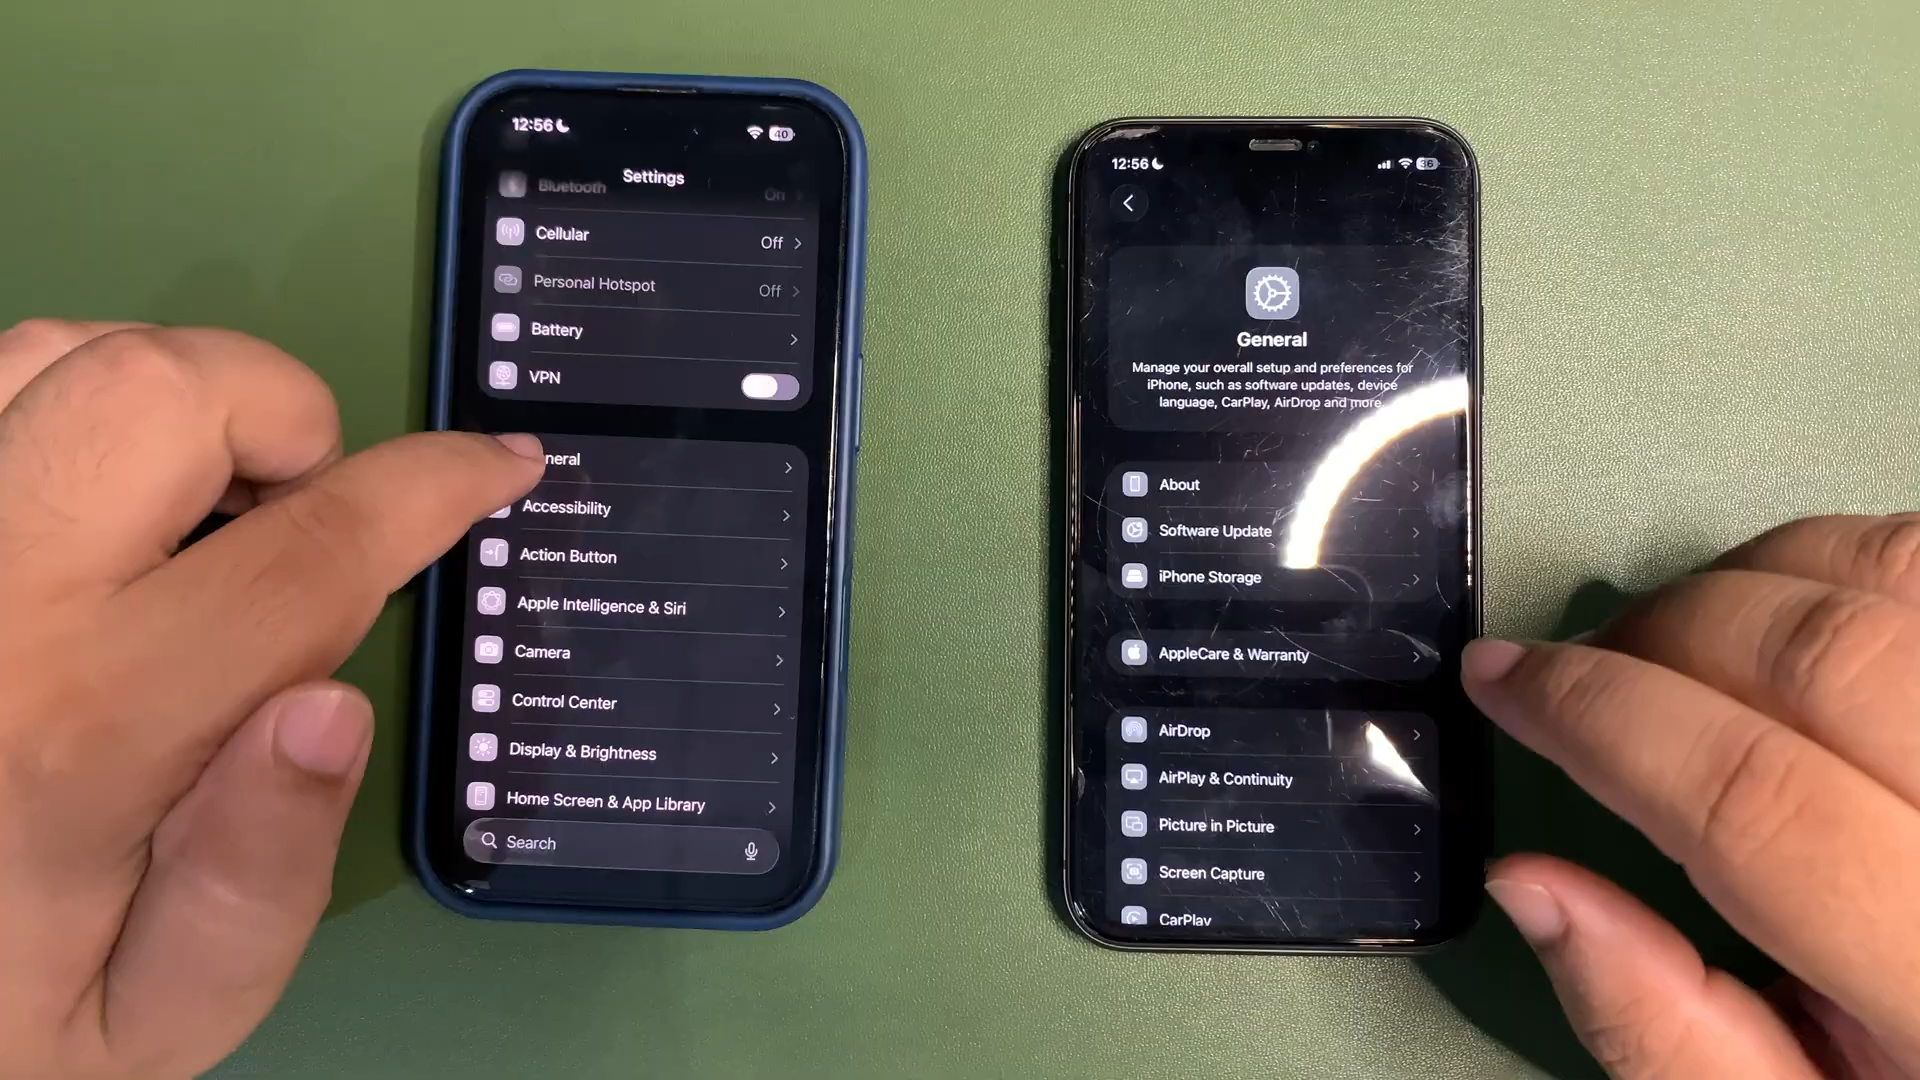 12:56
40
Settings
Bluetooth
On
Cellular
Off
Personal Hotspot
Off
Battery
VPN
neral
Accessibility
Action Button
Apple Intelligence & Siri
Camera
Control Center
Display & Brightness
Home Screen & App Library
Search
12:56
36
General
Manage your overall setup and preferences for
iPhone, such as software updates, device
language, CarPlay, AirDrop and more.
About
Software Update
iPhone Storage
AppleCare & Warranty
AirDrop
AirPlay & Continuity
Picture in Picture
Screen Capture
CarPlay